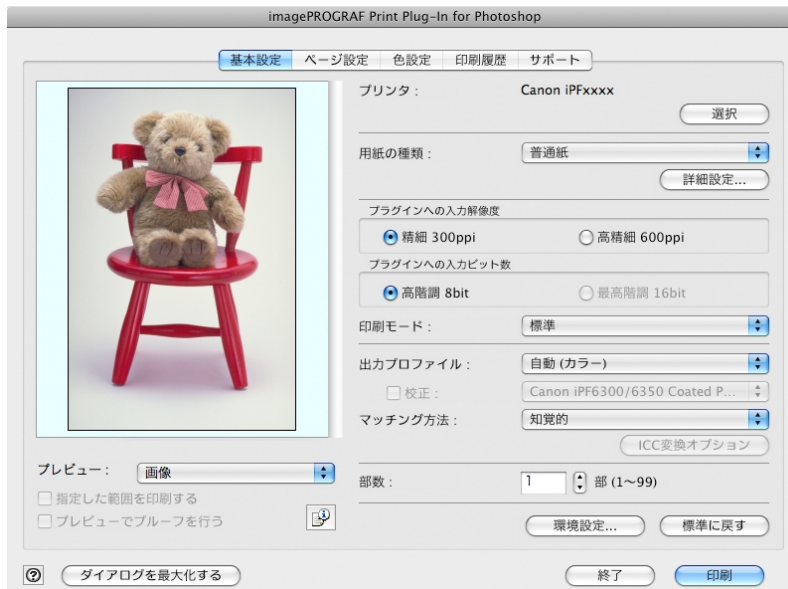 imagePROGRAF Print Plug-In for Photoshop
基本設定 ページ設定 色設定 印刷履歴 サポート
プリンタ： Canon iPFxxxx
選択
用紙の種類： 普通紙
詳細設定...
プラグインへの入力解像度
精細 300ppi 高精細 600ppi
プラグインへの入力ビット数
高階調 8bit 最高階調 16bit
印刷モード： 標準
出力プロファイル： 自動 (カラー)
校正： Canon iPF6300/6350 Coated P...
マッチング方法： 知覚的
ICC変換オプション
プレビュー： 画像
指定した範囲を印刷する
プレビューでプルーフを行う
部数： 1 部 (1〜99)
環境設定... 標準に戻す
? ダイアログを最大化する 終了 印刷